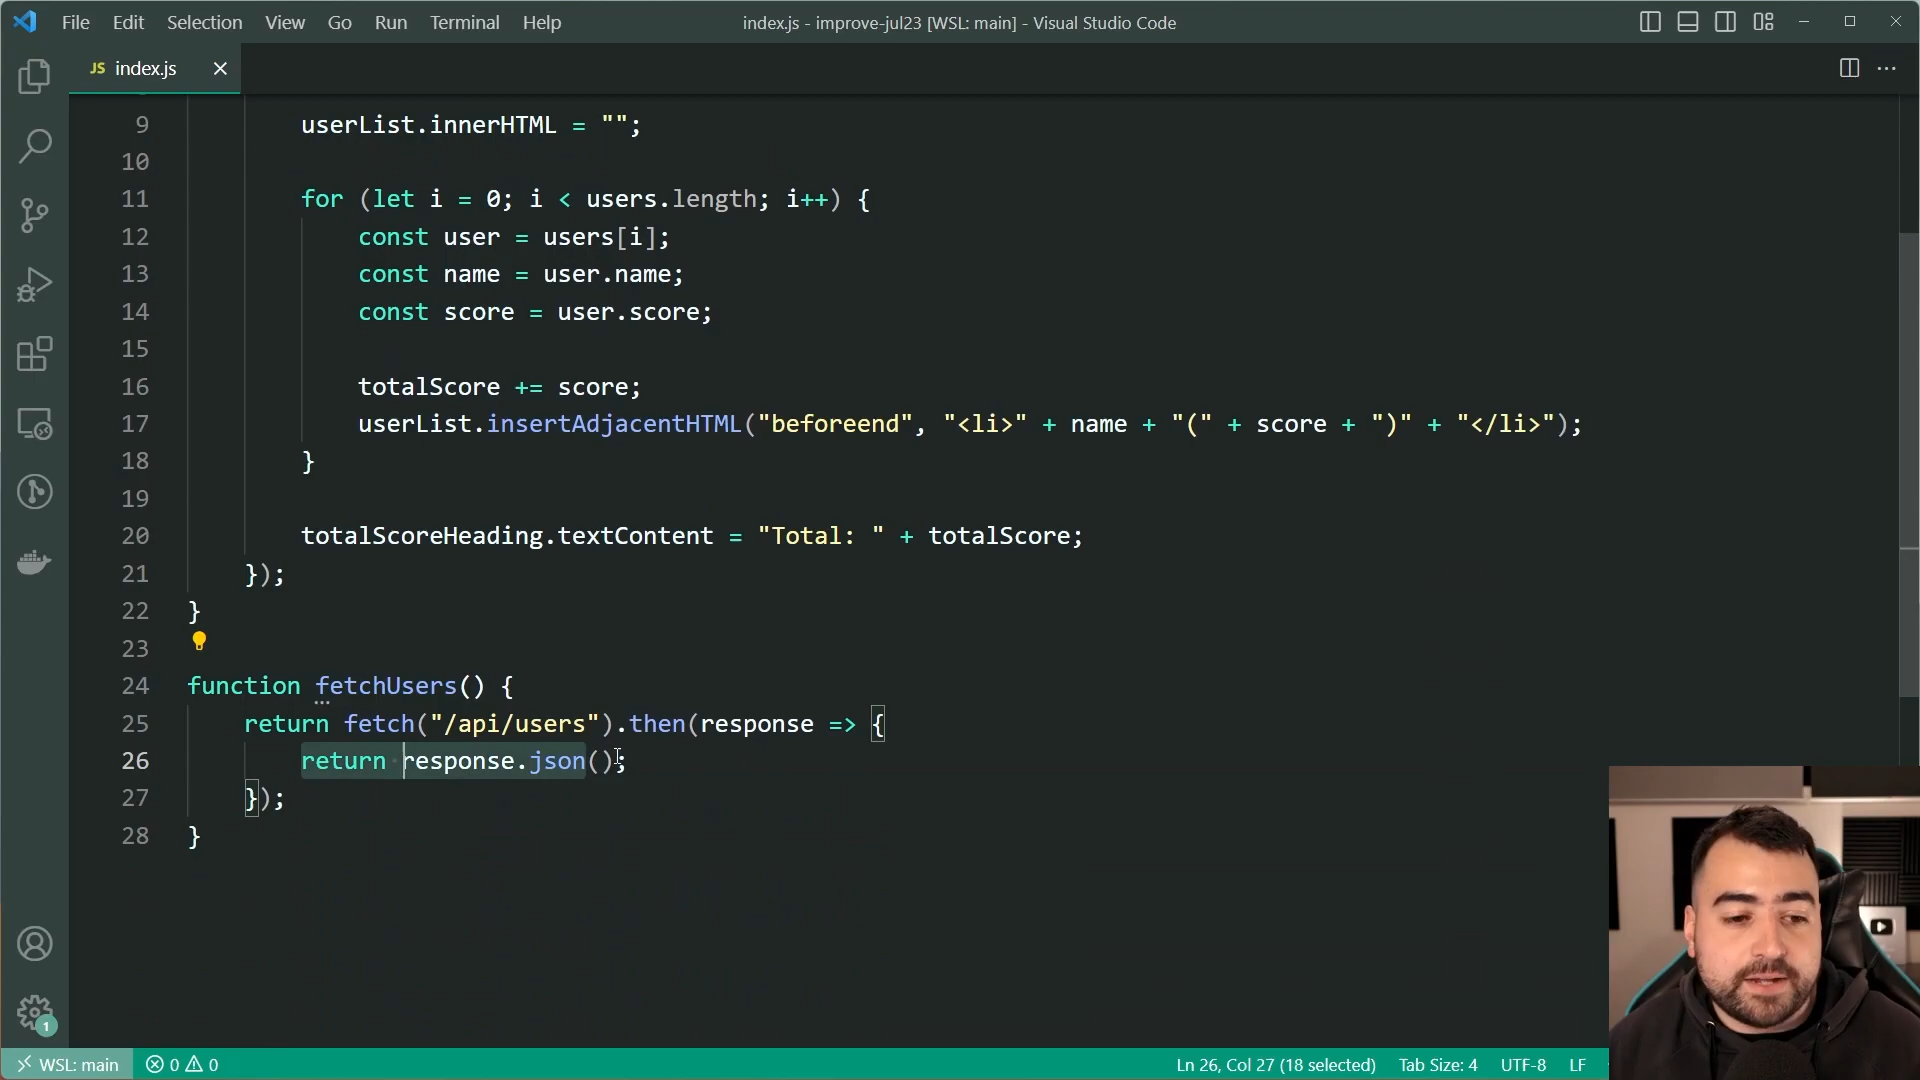 File Edit Selection View Go Run Terminal Help
index.js - improve-jul23 [WSL: main] - Visual Studio Code
JS index.js
9 userList.innerHTML = "";
10
11 for (let i = 0; i < users.length; i++) {
12 const user = users[i];
13 const name = user.name;
14 const score = user.score;
15
16 totalScore += score;
17 userList.insertAdjacentHTML("beforeend", "<li>" + name + "(" + score + ")" + "</li>");
18 }
19
20 totalScoreHeading.textContent = "Total: " + totalScore;
21 });
22 }
23
24 function fetchUsers() {
25 return fetch("/api/users").then(response => {
26 return response.json();
27 });
28 }
1
WSL: main 0 0 Ln 26, Col 27 (18 selected) Tab Size: 4 UTF-8 LF